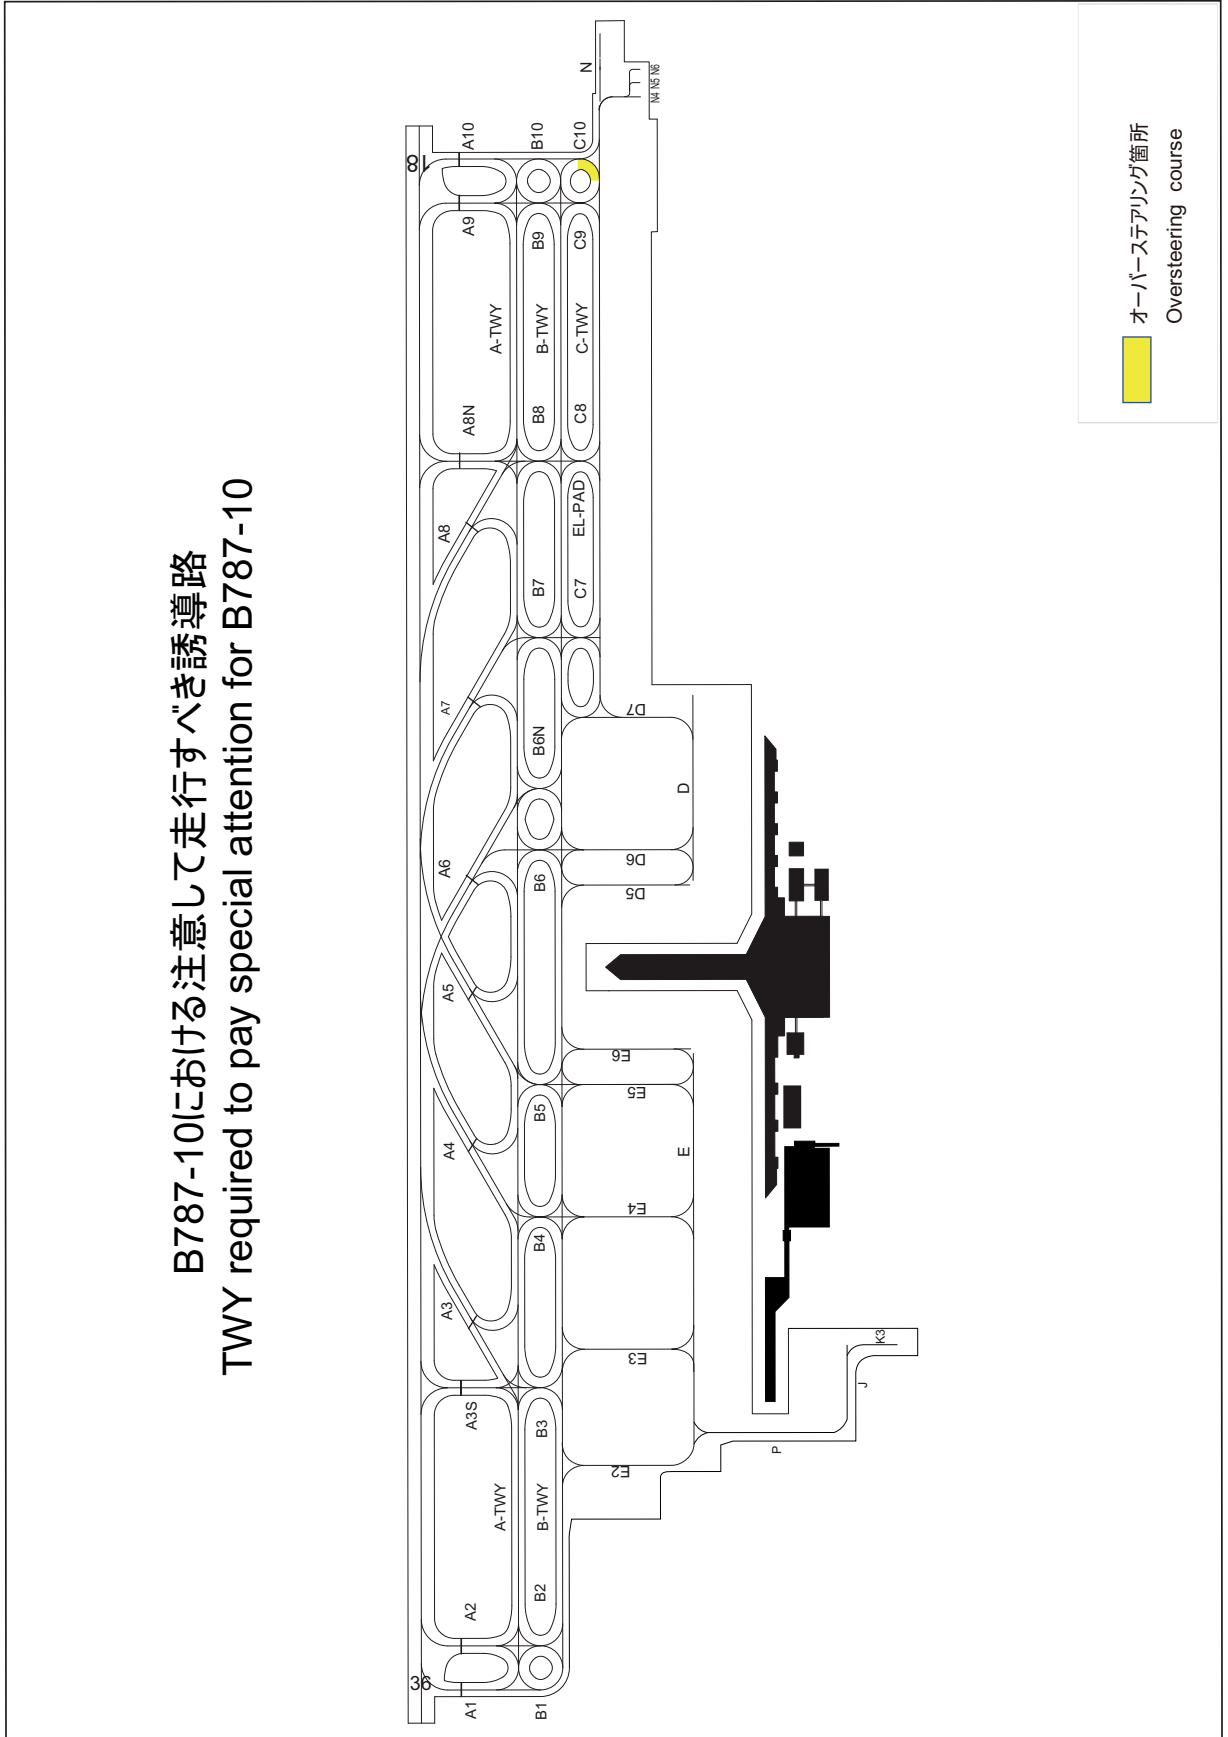 B787-10における注意して走行すべき誘導路
TWY required to pay special attention for B787-10
36
18
A1
A2
A3S
A3
A4
A5
A6
A7
A8
A8N
A9
A10
A-TWY
A-TWY
B1
B2
B-TWY
B3
B4
B5
B6
B6N
B7
B8
B-TWY
B9
B10
C7
EL-PAD
C8
C-TWY
C9
C10
N
N4 N5 N6
E2
E3
E4
E5
E6
E
D5
D6
D7
D
P
J
K3
オーバーステアリング箇所
Oversteering course